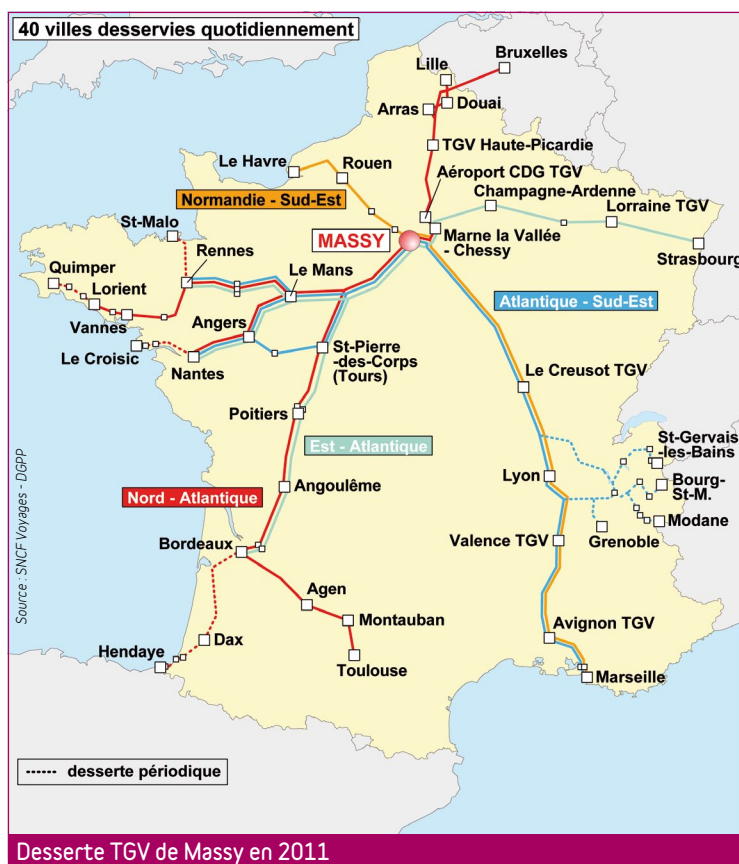 40 villes desservies quotidiennement
Bruxelles
Lille
Arras
Douai
TGV Haute-Picardie
Le Havre
Rouen
Aéroport CDG TGV
Champagne-Ardenne
Normandie - Sud-Est
Lorraine TGV
St-Malo
MASSY
Marne la Vallée
- Chessy
Strasbourg
Quimper
Rennes
Le Mans
Lorient
Atlantique - Sud-Est
Vannes
Angers
Le Croisic
Nantes
St-Pierre
-des-Corps
(Tours)
Le Creusot TGV
Poitiers
Est - Atlantique
St-Gervais
-les-Bains
Lyon
Bourg-
St-M.
Angoulême
Nord - Atlantique
Modane
Bordeaux
Valence TGV
Grenoble
Source : SNCF Voyages - DGPP
Agen
Montauban
Avignon TGV
Dax
Hendaye
Toulouse
Marseille
desserte périodique
Desserte TGV de Massy en 2011